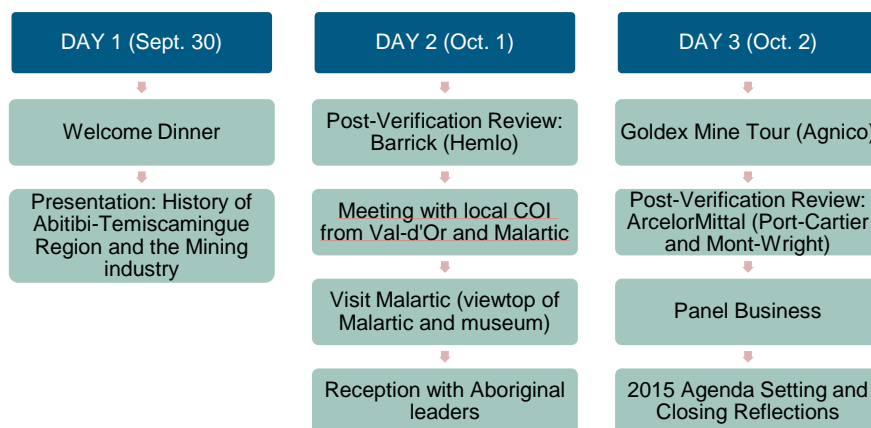 DAY 1 (Sept. 30)
Welcome Dinner
Presentation: History of
Abitibi-Temiscamingue
Region and the Mining
industry
DAY 2 (Oct. 1)
Post-Verification Review:
Barrick (Hemlo)
Meeting with local COI
from Val-d'Or and Malartic
Visit Malartic (viewtop of
Malartic and museum)
Reception with Aboriginal
leaders
DAY 3 (Oct. 2)
Goldex Mine Tour (Agnico)
Post-Verification Review:
ArcelorMittal (Port-Cartier
and Mont-Wright)
Panel Business
2015 Agenda Setting and
Closing Reflections